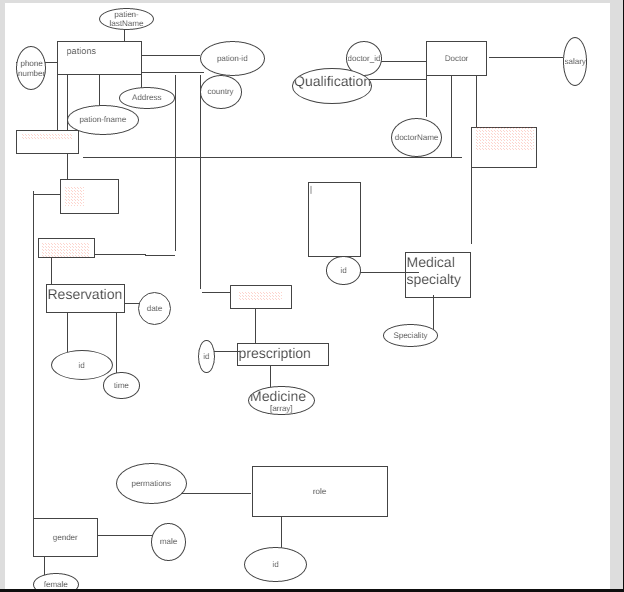 patien-
lastName
pations
phone
number
pation-id
country
Address
pation-fname
doctor_id
Doctor
salary
Qualification
doctorName
Medical
specialty
id
Speciality
Reservation
date
id
time
id
prescription
Medicine
[array]
permations
role
gender
male
id
female